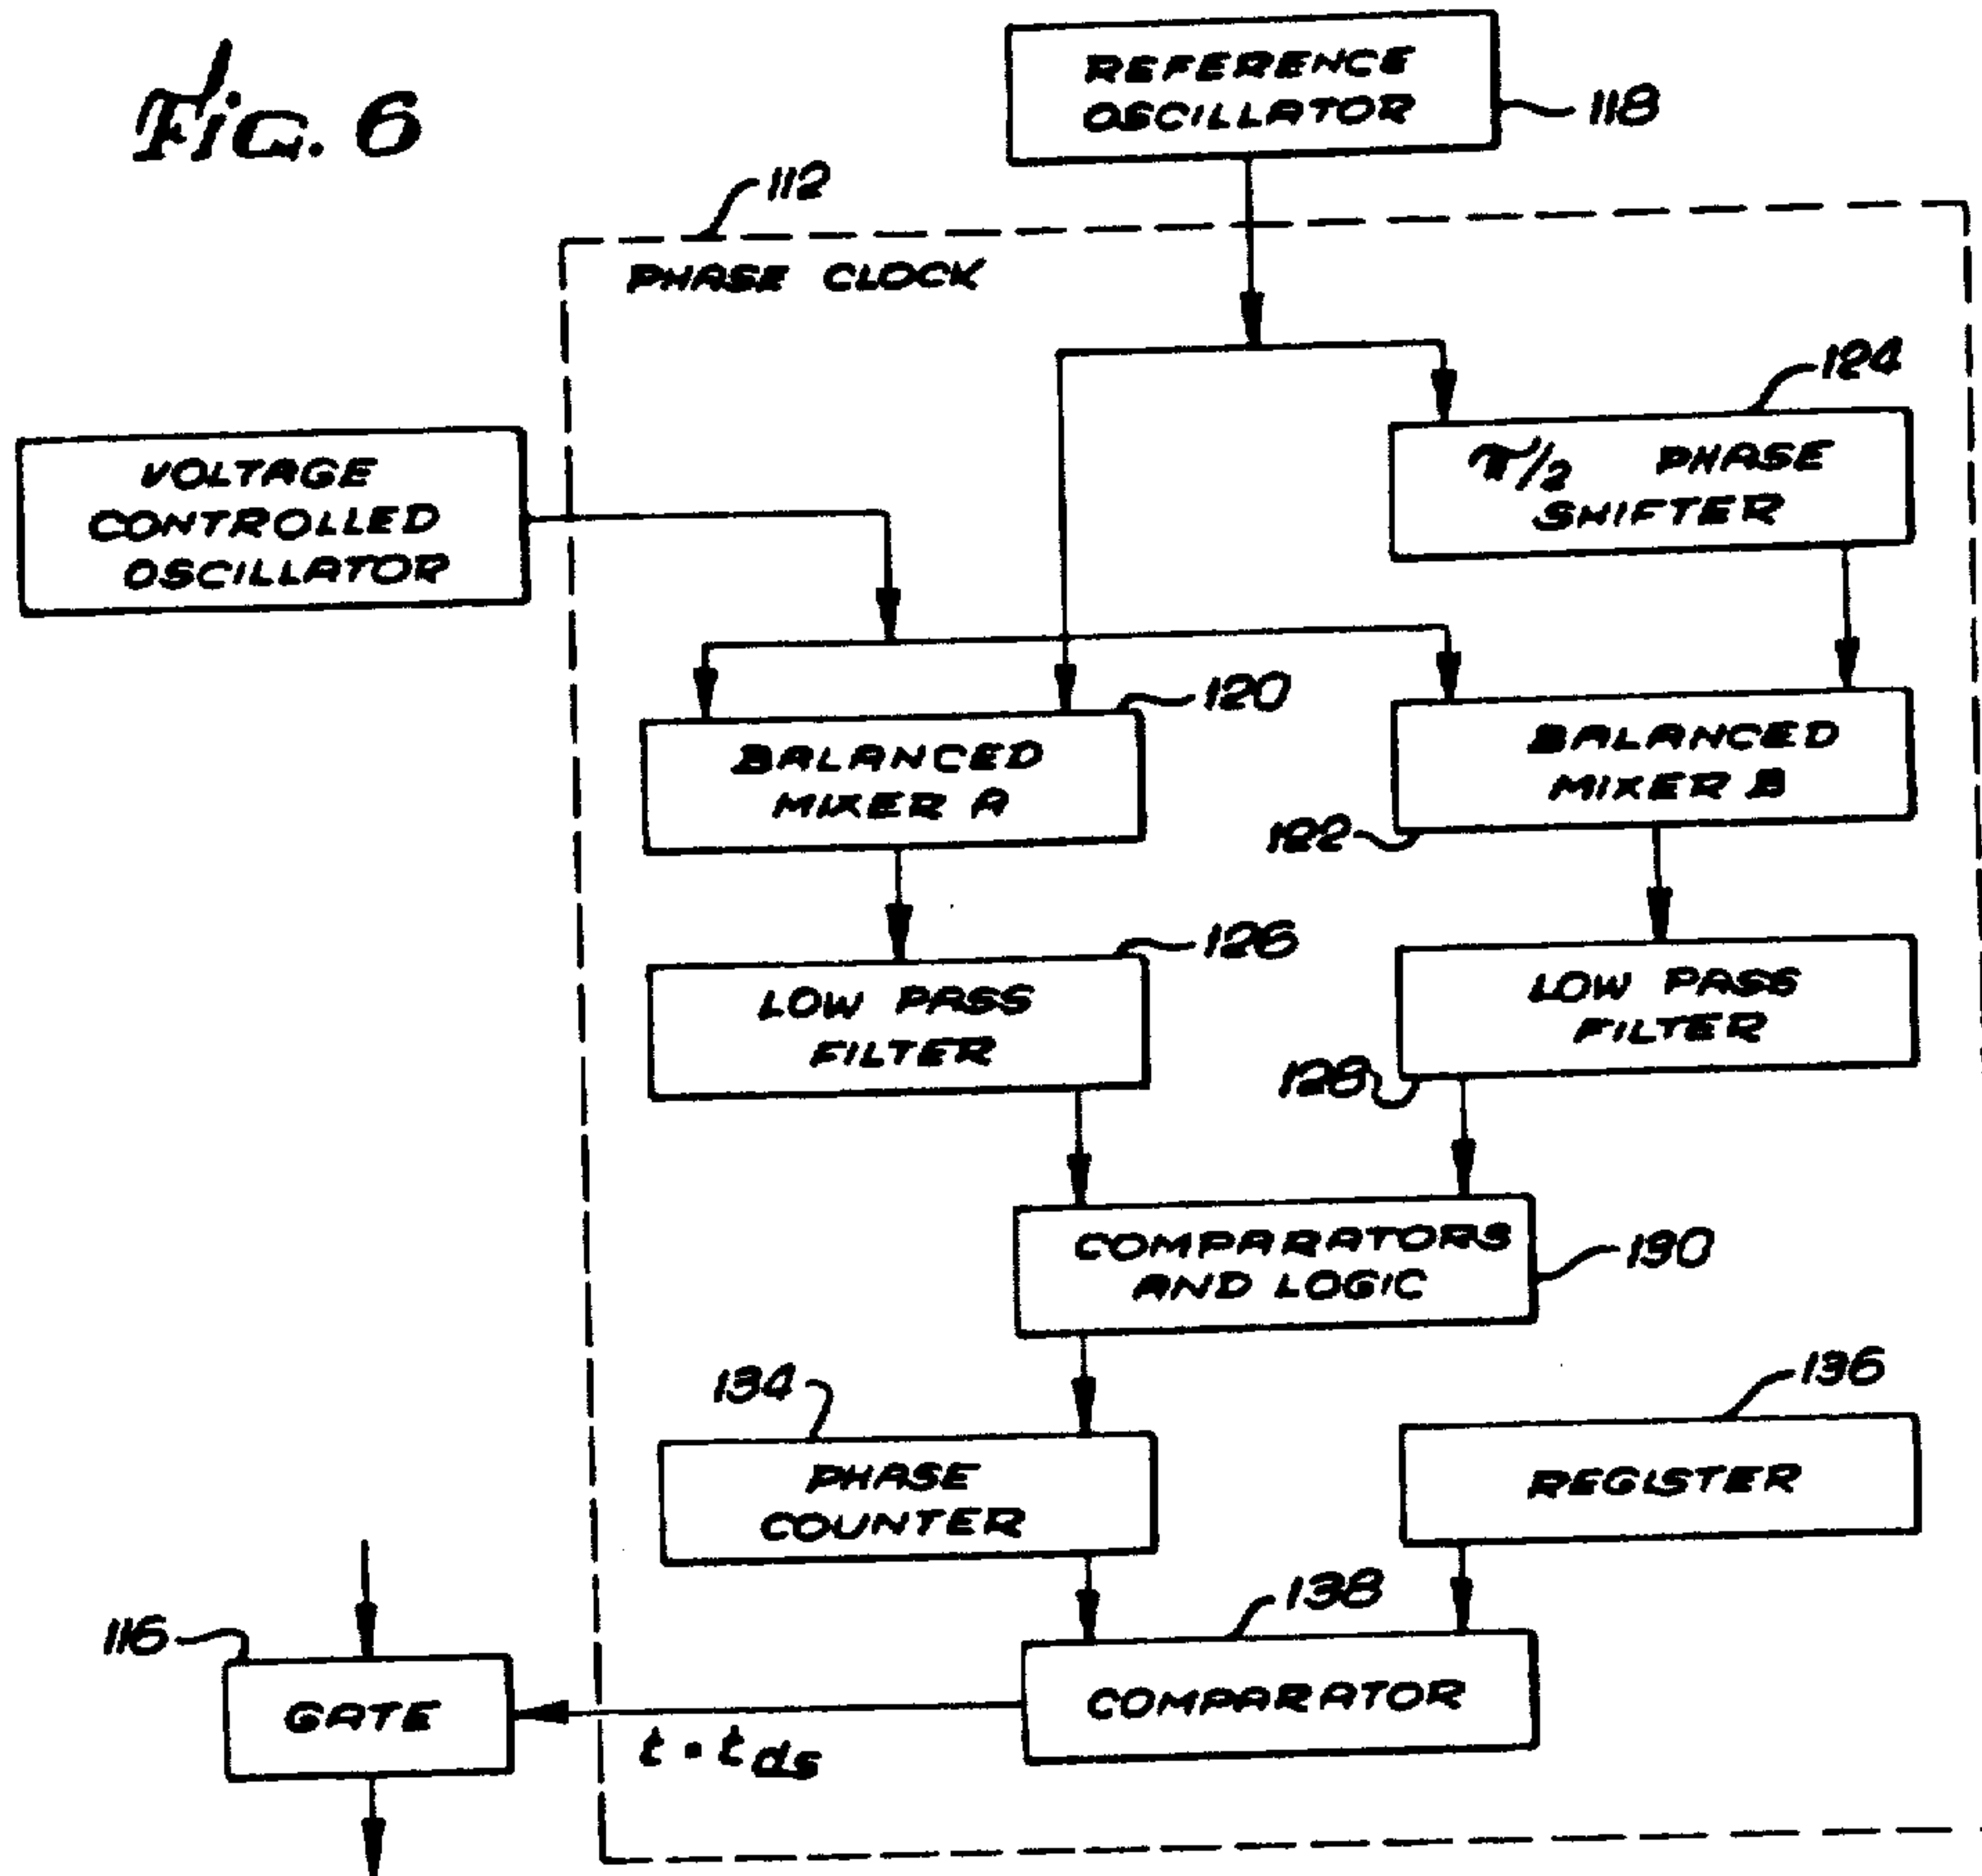 Fig. 6
REFERENCE
OSCILLATOR
118
112
PHASE CLOCK
124
VOLTAGE
CONTROLLED
OSCILLATOR
π/2 PHASE
SHIFTER
120
BALANCED
MIXER A
BALANCED
MIXER B
122
126
LOW PASS
FILTER
LOW PASS
FILTER
128
COMPARATORS
AND LOGIC
130
134
136
PHASE
COUNTER
REGISTER
138
116
GATE
COMPARATOR
t = t ds